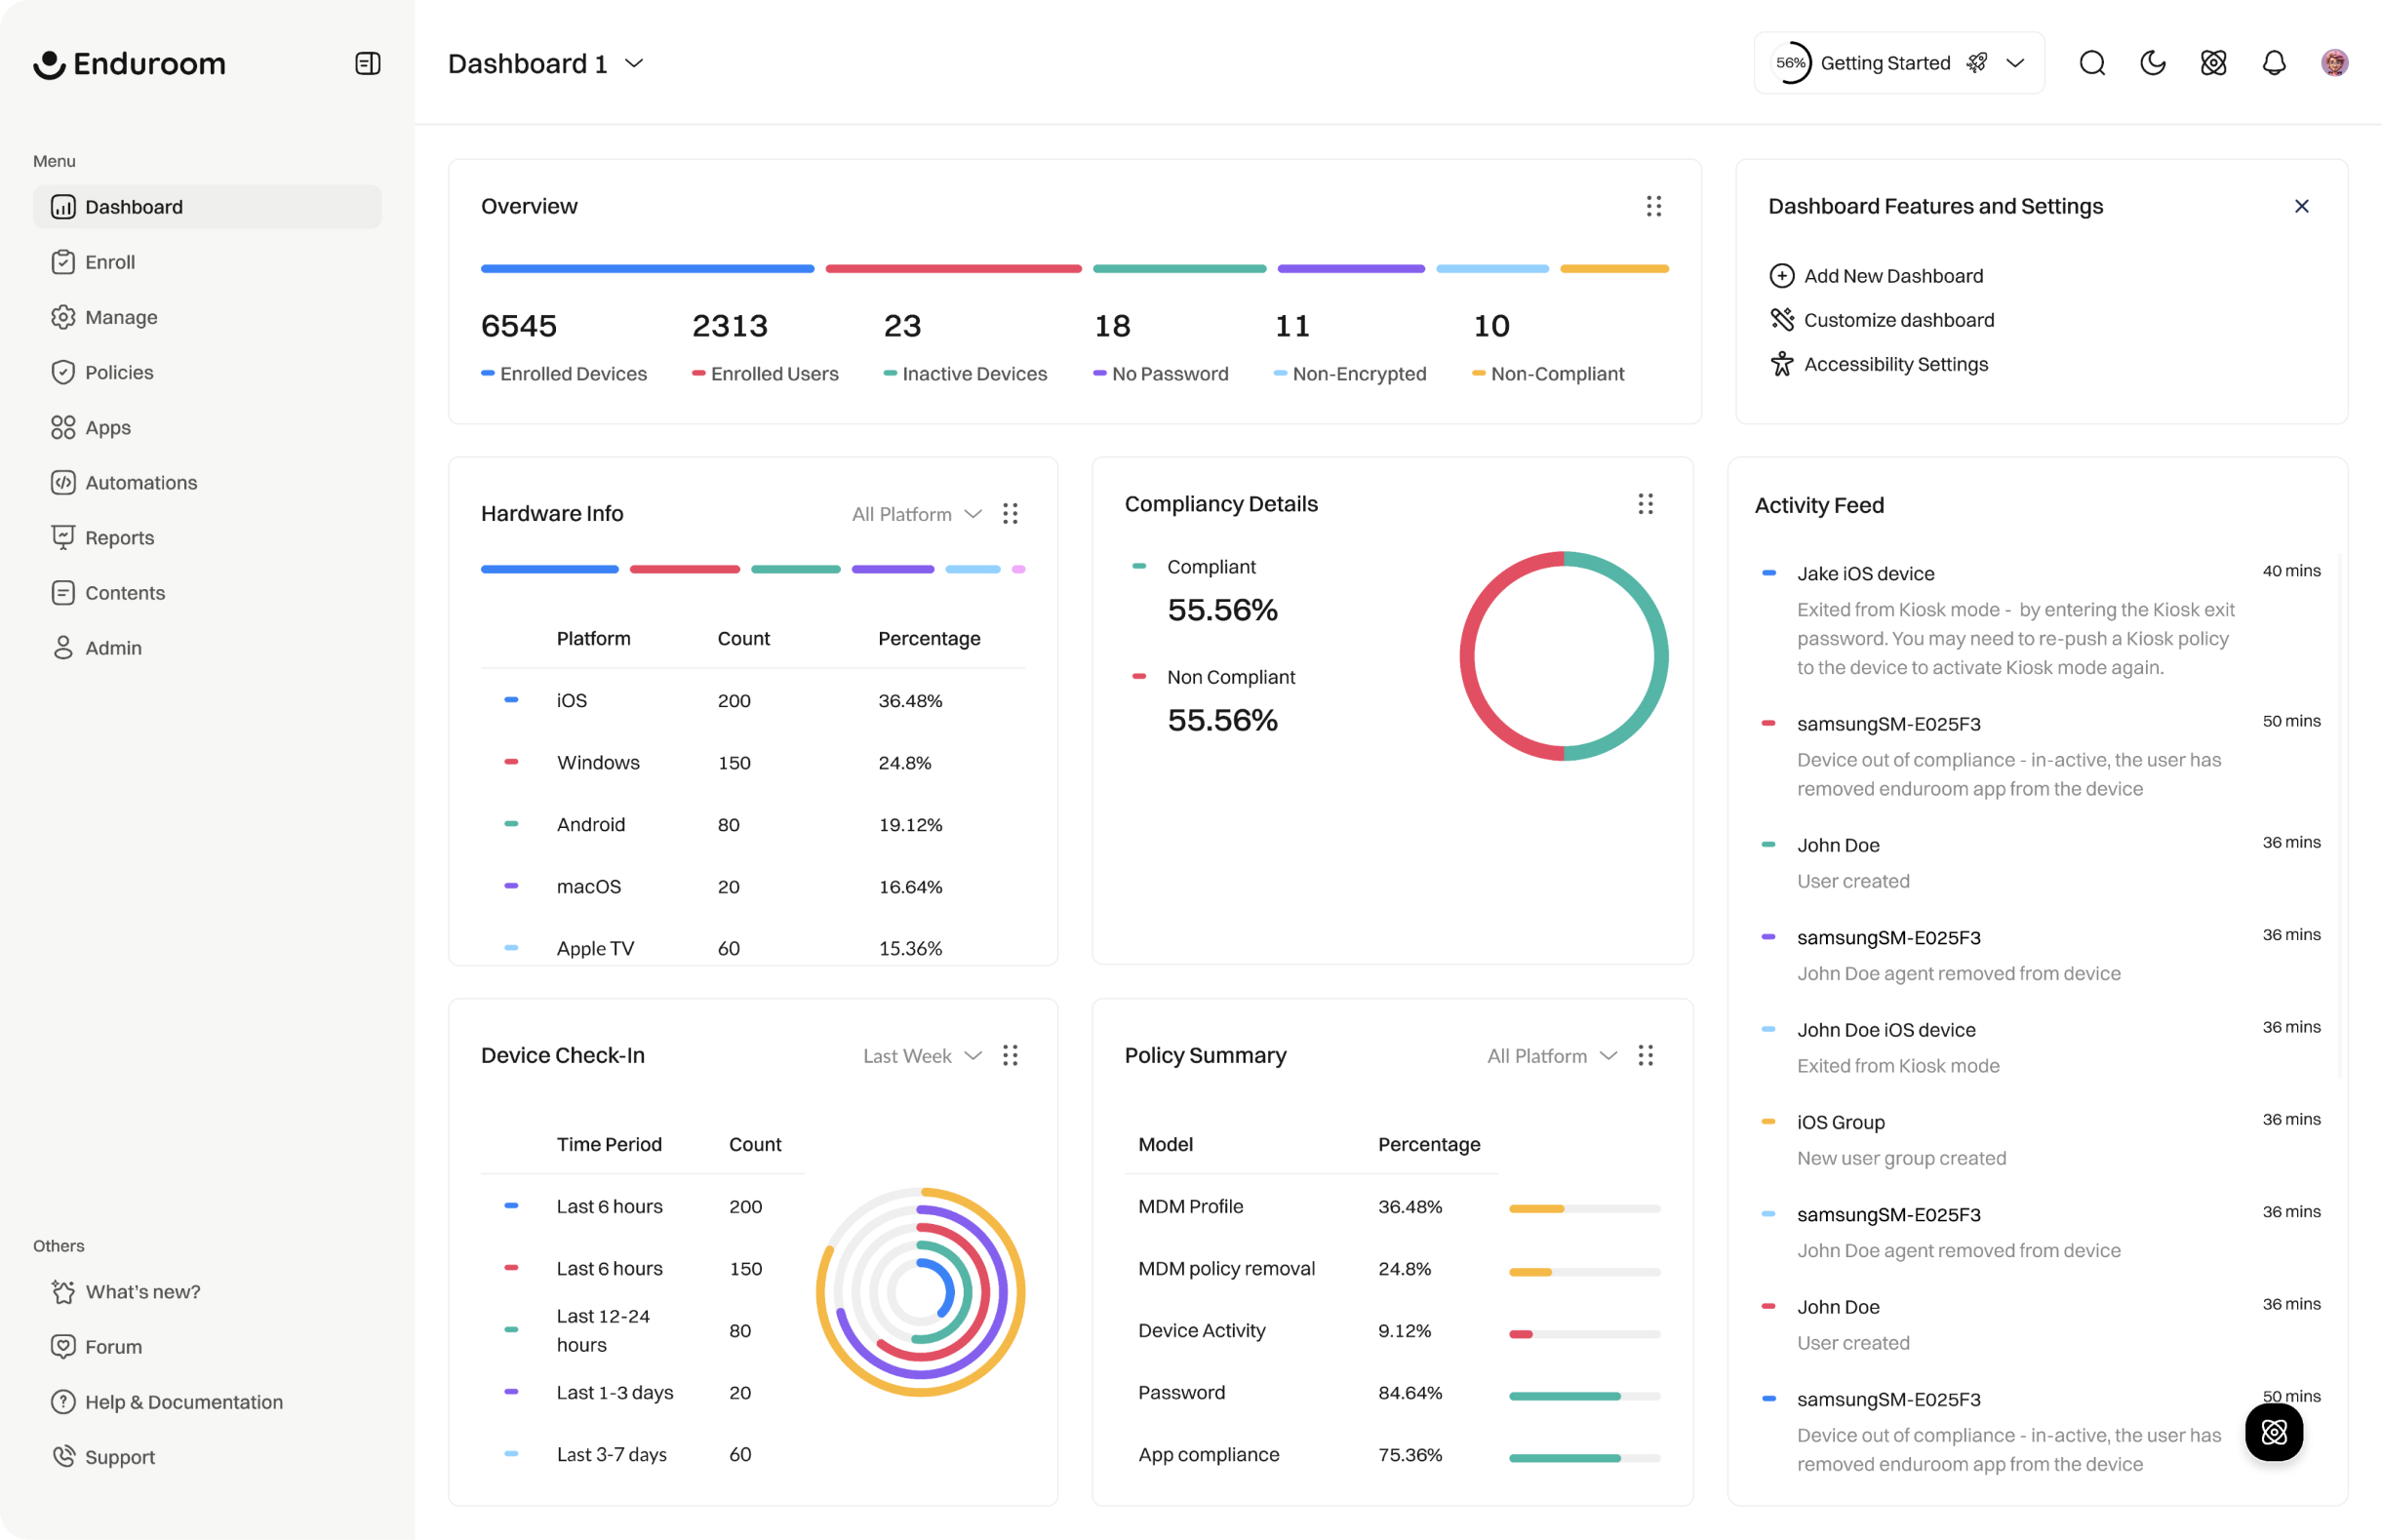 Enduroom
Menu
Dashboard
Enroll
Manage
Policies
Apps
Automations
Reports
Contents
Admin
Others
What's new?
Forum
Help & Documentation
Support
Dashboard 1
56%
Getting Started
Overview
6545
Enrolled Devices
2313
Enrolled Users
23
Inactive Devices
18
No Password
11
Non-Encrypted
10
Non-Compliant
Dashboard Features and Settings
Add New Dashboard
Customize dashboard
Accessibility Settings
Hardware Info
All Platform
Platform Count Percentage
iOS 200 36.48%
Windows 150 24.8%
Android 80 19.12%
macOS 20 16.64%
Apple TV 60 15.36%
Compliancy Details
Compliant
55.56%
Non Compliant
55.56%
Activity Feed
Jake iOS device 40 mins
Exited from Kiosk mode - by entering the Kiosk exit
password. You may need to re-push a Kiosk policy
to the device to activate Kiosk mode again.
samsungSM-E025F3 50 mins
Device out of compliance - in-active, the user has
removed enduroom app from the device
John Doe 36 mins
User created
samsungSM-E025F3 36 mins
John Doe agent removed from device
John Doe iOS device 36 mins
Exited from Kiosk mode
iOS Group 36 mins
New user group created
samsungSM-E025F3 36 mins
John Doe agent removed from device
John Doe 36 mins
User created
samsungSM-E025F3 50 mins
Device out of compliance - in-active, the user has
removed enduroom app from the device
Device Check-In
Last Week
Time Period Count
Last 6 hours 200
Last 6 hours 150
Last 12-24
hours 80
Last 1-3 days 20
Last 3-7 days 60
Policy Summary
All Platform
Model Percentage
MDM Profile 36.48%
MDM policy removal 24.8%
Device Activity 9.12%
Password 84.64%
App compliance 75.36%